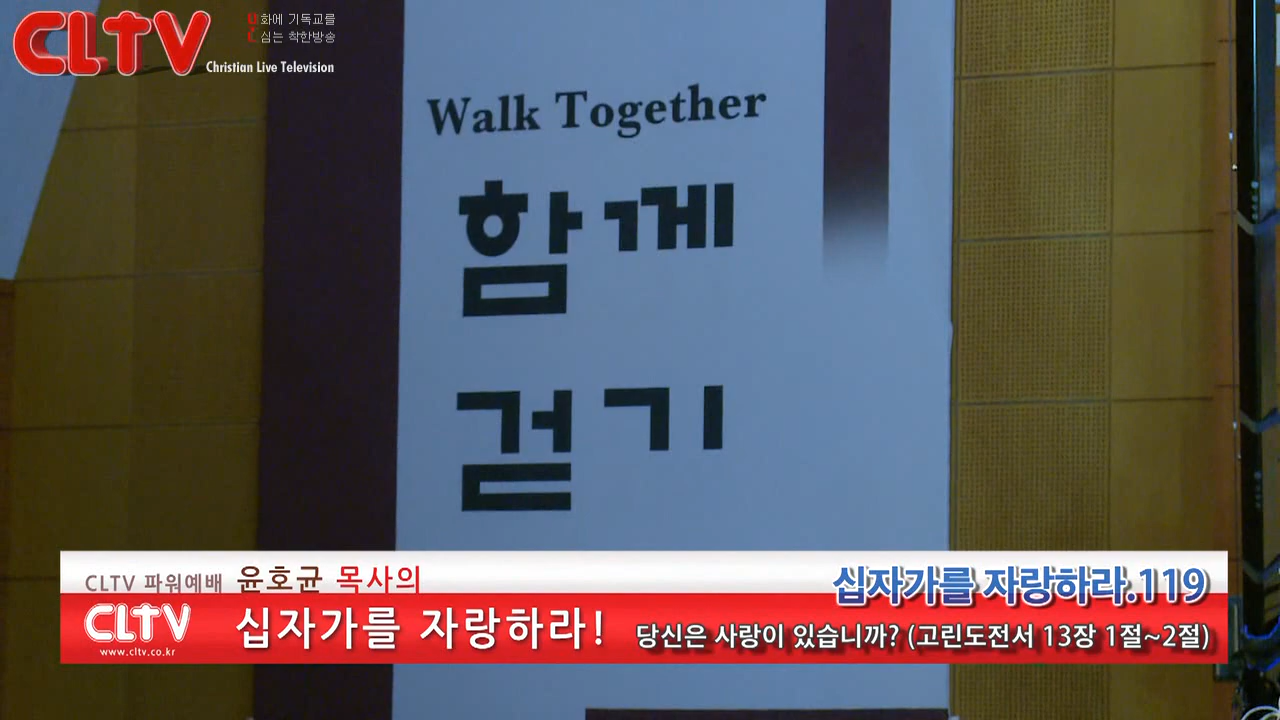 CLTV
문화에 기독교를
심는 착한방송
Christian Live Television
Walk Together
함께
걷기
CLTV 파워예배 윤호균 목사의
십자가를 자랑하라.119
CLTV
www.cltv.co.kr
십자가를 자랑하라!
당신은 사랑이 있습니까? (고린도전서 13장 1절~2절)